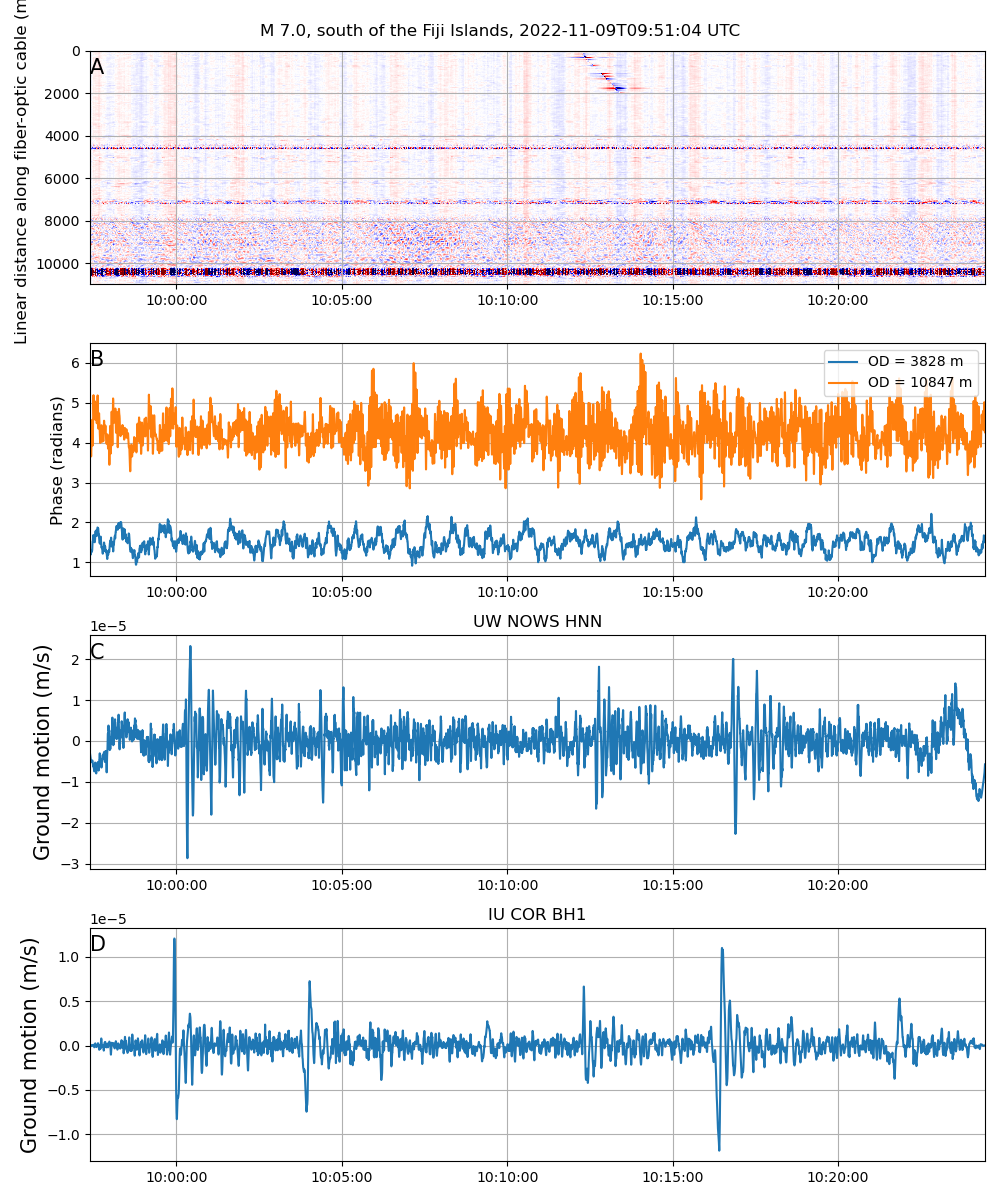 M 7.0, south of the Fiji Islands, 2022-11-09T09:51:04 UTC
Linear distance along fiber-optic cable (m
A
0
2000
4000
6000
8000
10000
10:00:00 10:05:00 10:10:00 10:15:00 10:20:00
B
Phase (radians)
6
5
4
3
2
1
OD = 3828 m
OD = 10847 m
10:00:00 10:05:00 10:10:00 10:15:00 10:20:00
UW NOWS HNN
1e−5
C
Ground motion (m/s)
2
1
0
−1
−2
−3
10:00:00 10:05:00 10:10:00 10:15:00 10:20:00
IU COR BH1
1e−5
D
Ground motion (m/s)
1.0
0.5
0.0
−0.5
−1.0
10:00:00 10:05:00 10:10:00 10:15:00 10:20:00